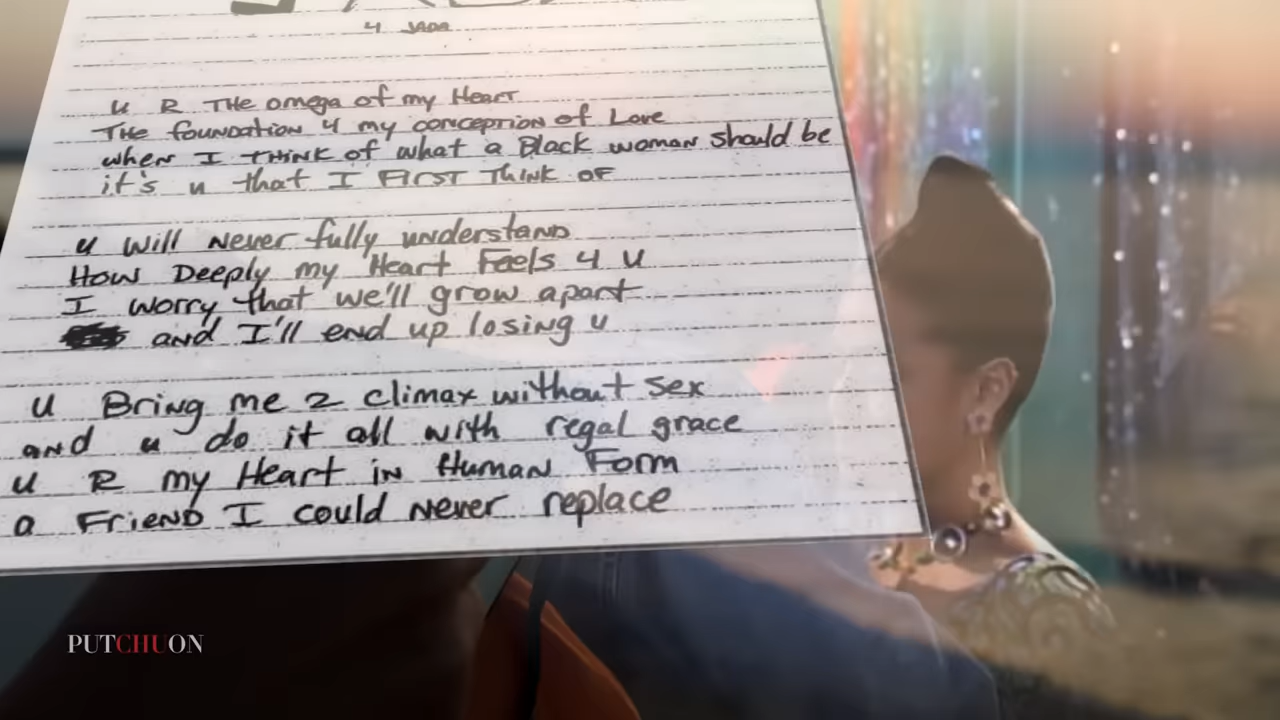 4 JADA
u R THE omega of my Heart
THE foundation 4 my conception of Love
when I THINK of what a Black woman should be
it's u that I FIRST THINK OF
u will never fully understand
How Deeply my Heart Feels 4 U
I worry that we'll grow apart
and I'll end up losing u
u Bring me 2 climax without sex
and u do it all with regal grace
u R my Heart in Human Form
a Friend I could never replace
PUTCHUON